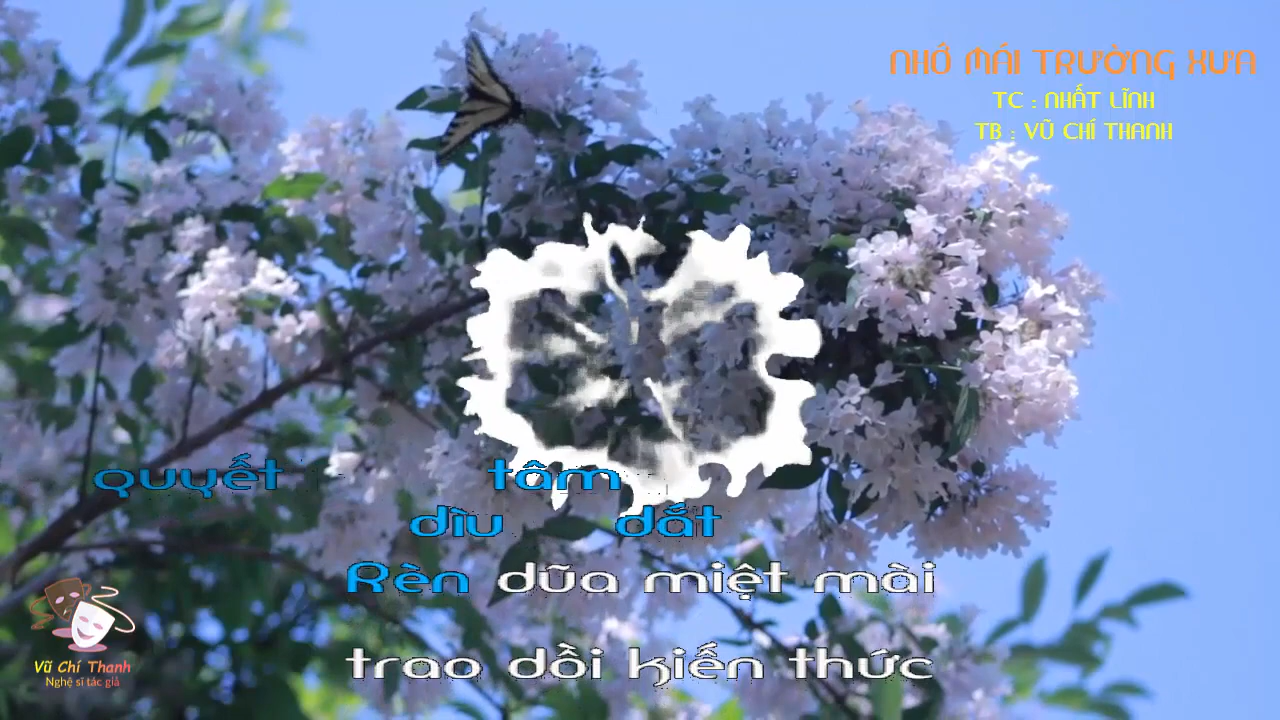 NHỚ MÁI TRƯỜNG XƯA
TC : NHẤT LĨNH
TB : VŨ CHÍ THANH
quyết tâm
dìu dắt
Rèn dũa miệt mài
trao dồi kiến thức
Vũ Chí Thanh
Nghệ sĩ tác giả